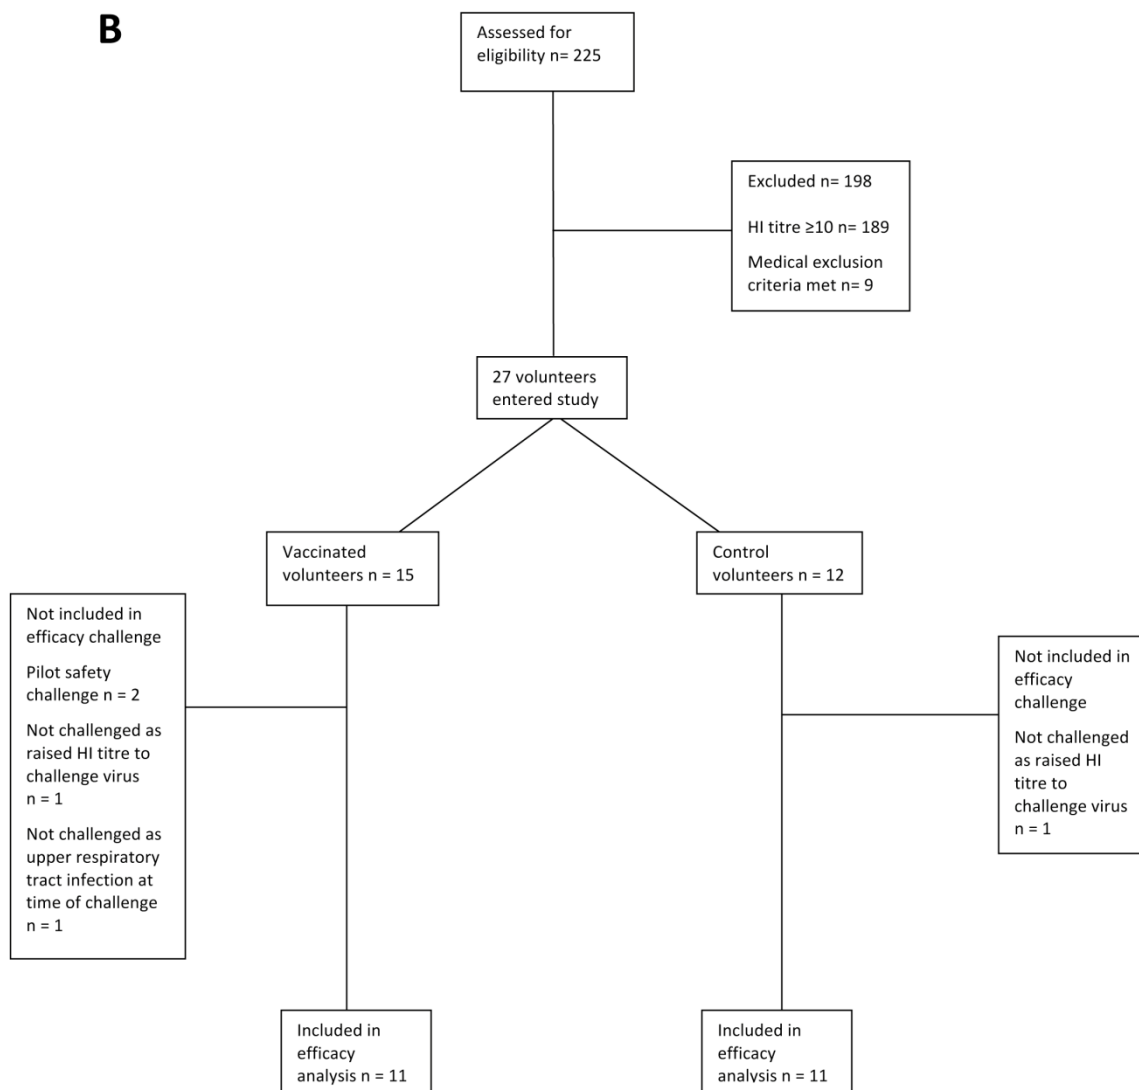 B
Assessed for
eligibility n= 225
Excluded n= 198
HI titre ≥10 n= 189
Medical exclusion
criteria met n= 9
27 volunteers
entered study
Vaccinated
volunteers n = 15
Control
volunteers n = 12
Not included in
efficacy challenge
Pilot safety
challenge n = 2
Not challenged as
raised HI titre to
challenge virus
n = 1
Not challenged as
upper respiratory
tract infection at
time of challenge
n = 1
Not included in
efficacy
challenge
Not challenged
as raised HI
titre to
challenge virus
n = 1
Included in
efficacy
analysis n = 11
Included in
efficacy
analysis n = 11